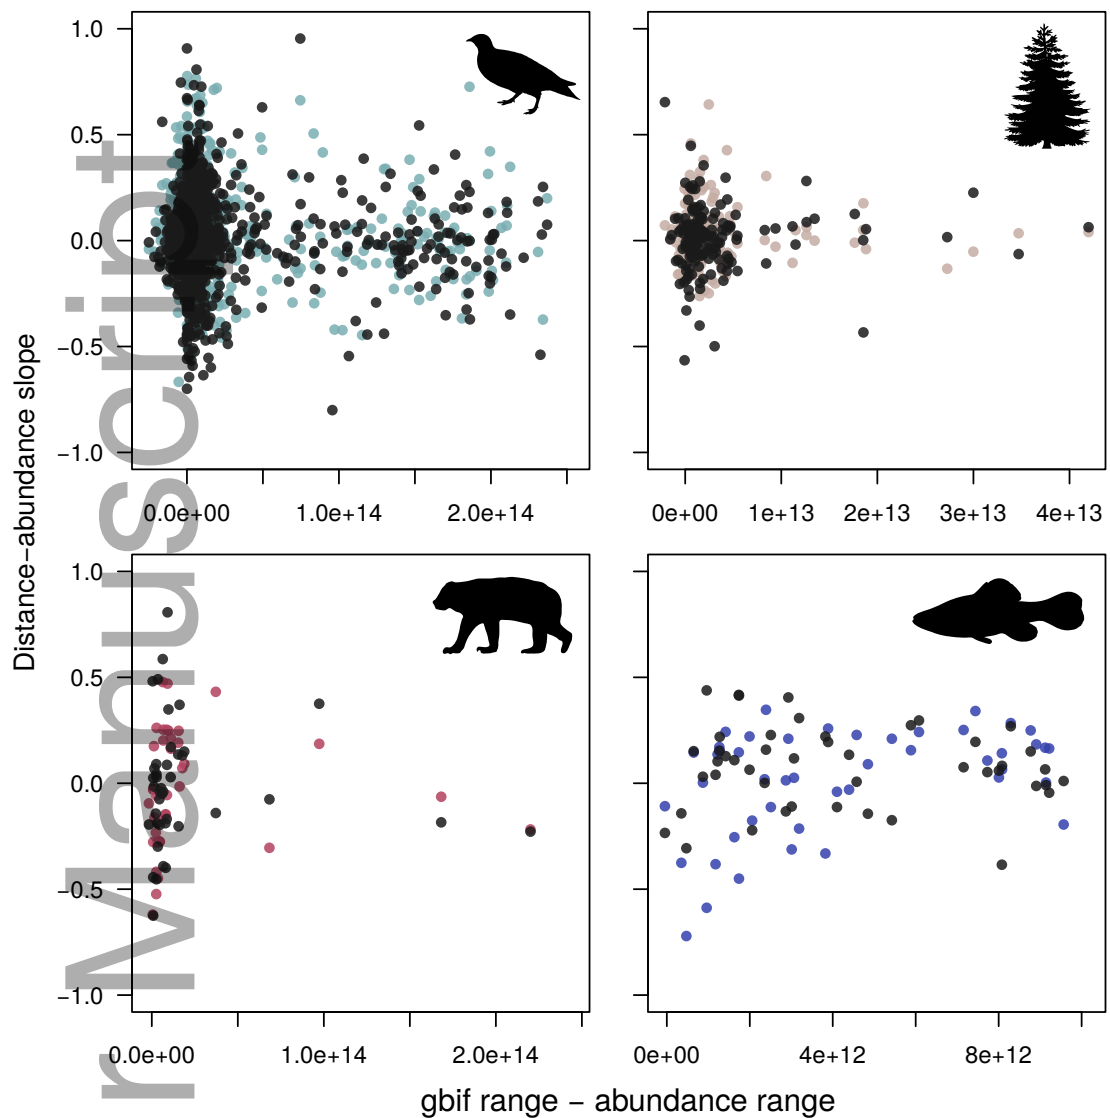 1.0
0.5
0.0
−0.5
−1.0
0.0e+00 1.0e+14 2.0e+14
0e+00 1e+13 2e+13 3e+13 4e+13
1.0
0.5
0.0
−0.5
−1.0
0.0e+00 1.0e+14 2.0e+14
0e+00 4e+12 8e+12
Distance−abundance slope
gbif range − abundance range
r Manuscript